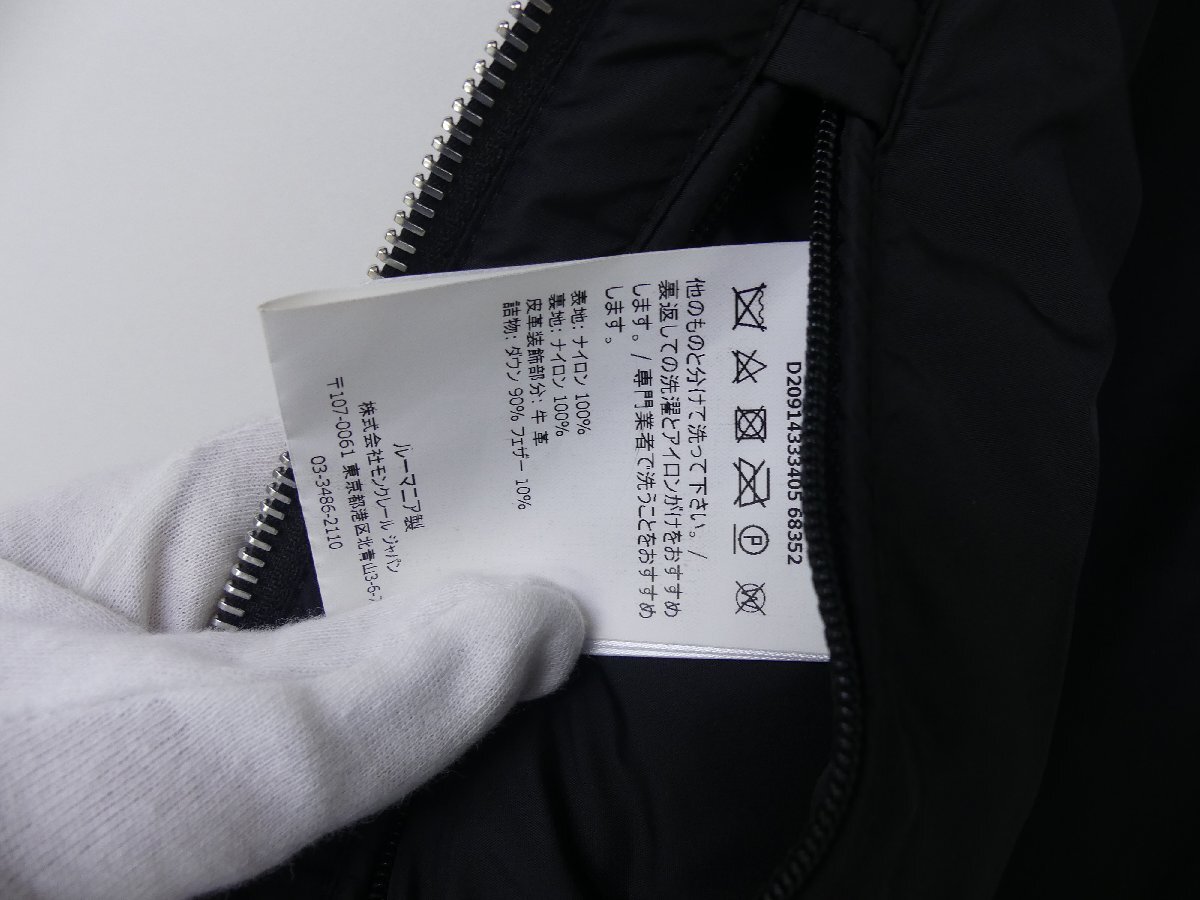 D20914333405 68352
P
他のものと分けて洗って下さい。/
裏返しての洗濯とアイロンがけをおすすめ
します。/ 専門業者で洗うことをおすすめ
します。
表地: ナイロン 100%
裏地: ナイロン 100%
皮革装飾部分: 牛革
詰物: ダウン 90% フェザー 10%
ルーマニア製
株式会社モンクレール ジャパン
〒107-0061 東京都港区北青山3-6-
03-3486-2110